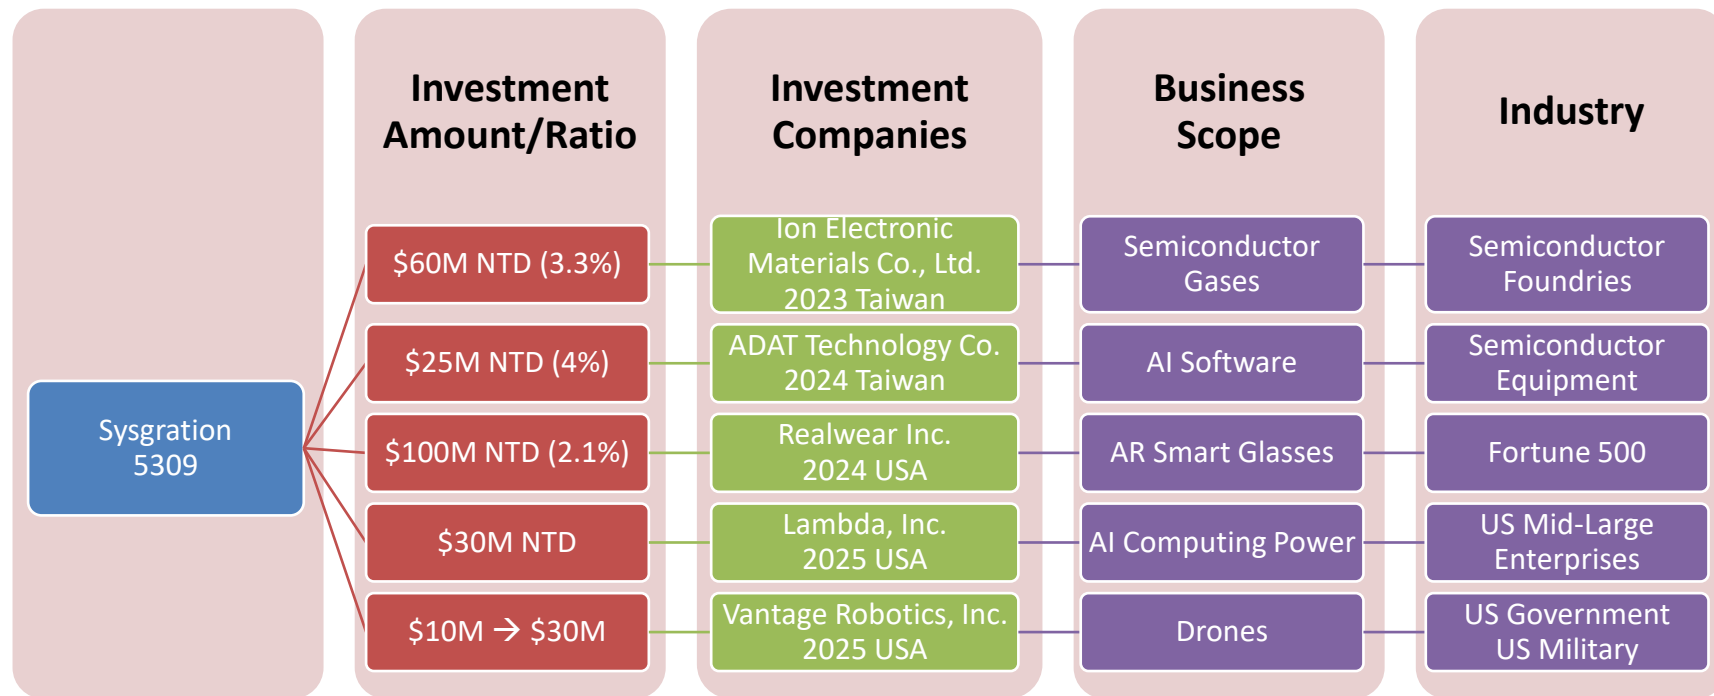 Investment
Amount/Ratio
Investment
Companies
Business
Scope
Industry
Sysgration
5309
$60M NTD (3.3%)
Ion Electronic
Materials Co., Ltd.
2023 Taiwan
Semiconductor
Gases
Semiconductor
Foundries
$25M NTD (4%)
ADAT Technology Co.
2024 Taiwan
AI Software
Semiconductor
Equipment
$100M NTD (2.1%)
Realwear Inc.
2024 USA
AR Smart Glasses
Fortune 500
$30M NTD
Lambda, Inc.
2025 USA
AI Computing Power
US Mid-Large
Enterprises
$10M → $30M
Vantage Robotics, Inc.
2025 USA
Drones
US Government
US Military